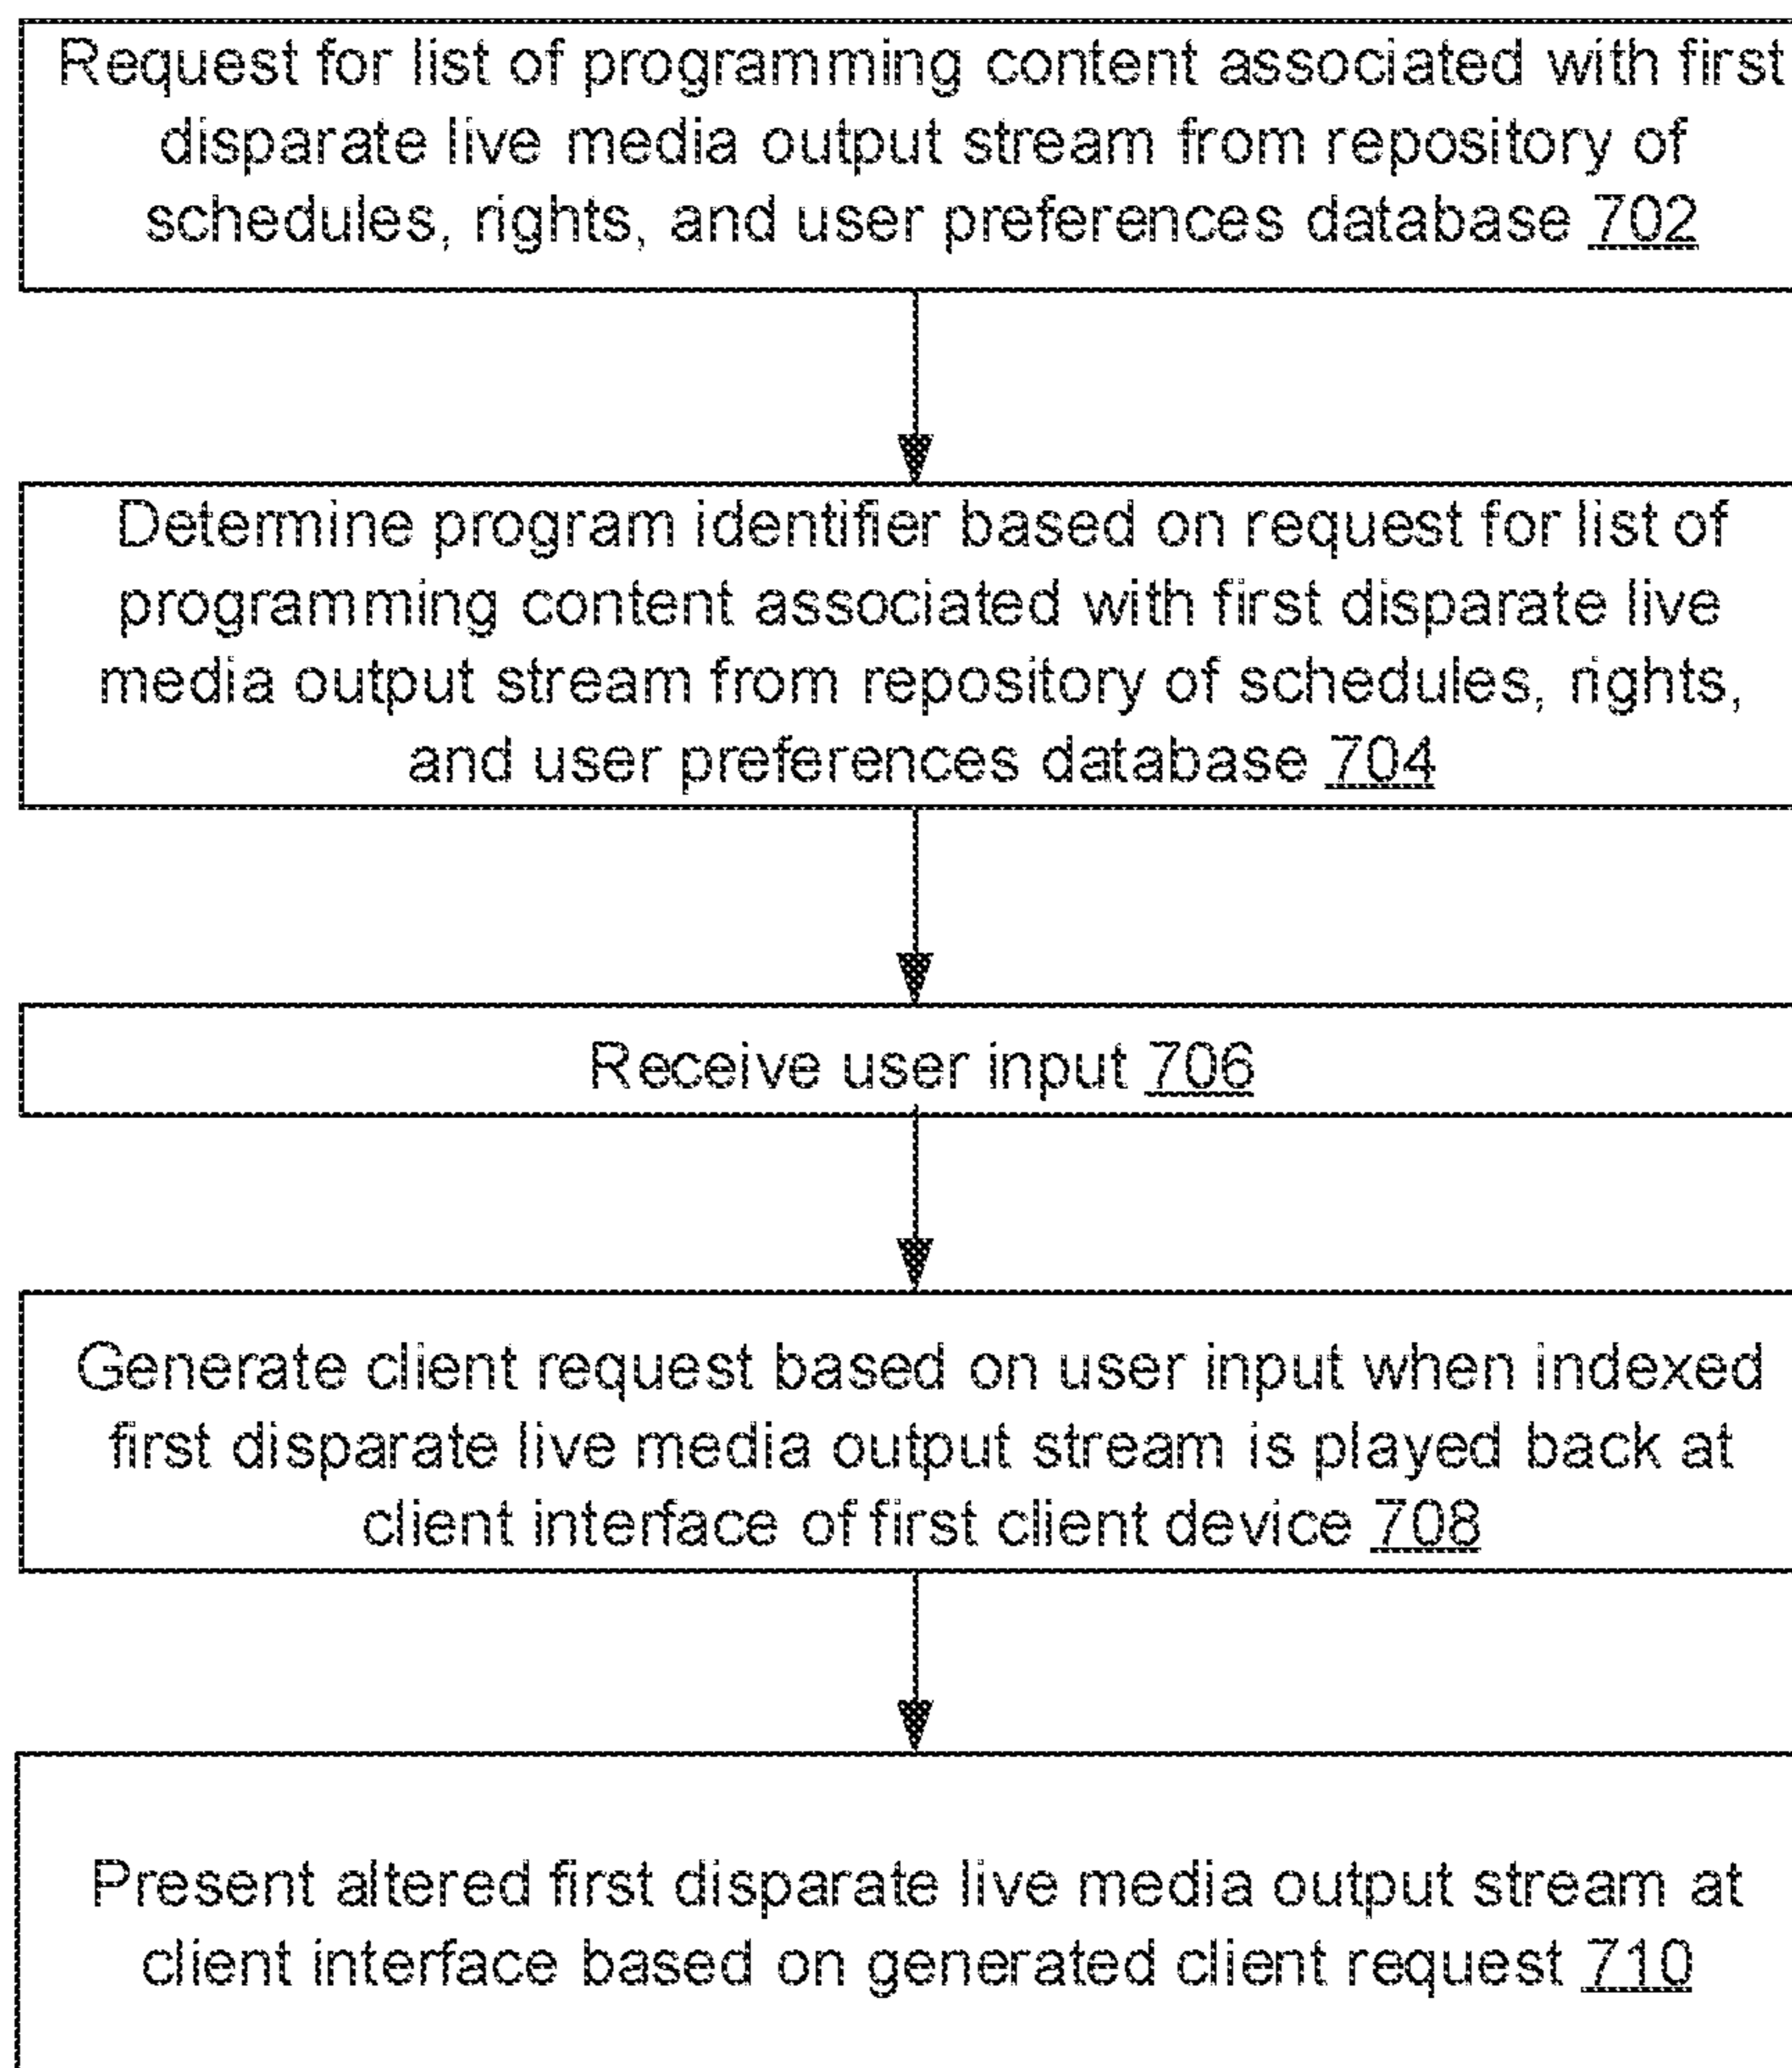 Request for list of programming content associated with first
disparate live media output stream from repository of
schedules, rights, and user preferences database 702
Determine program identifier based on request for list of
programming content associated with first disparate live
media output stream from repository of schedules, rights,
and user preferences database 704
Receive user input 706
Generate client request based on user input when indexed
first disparate live media output stream is played back at
client interface of first client device 708
Present altered first disparate live media output stream at
client interface based on generated client request 710